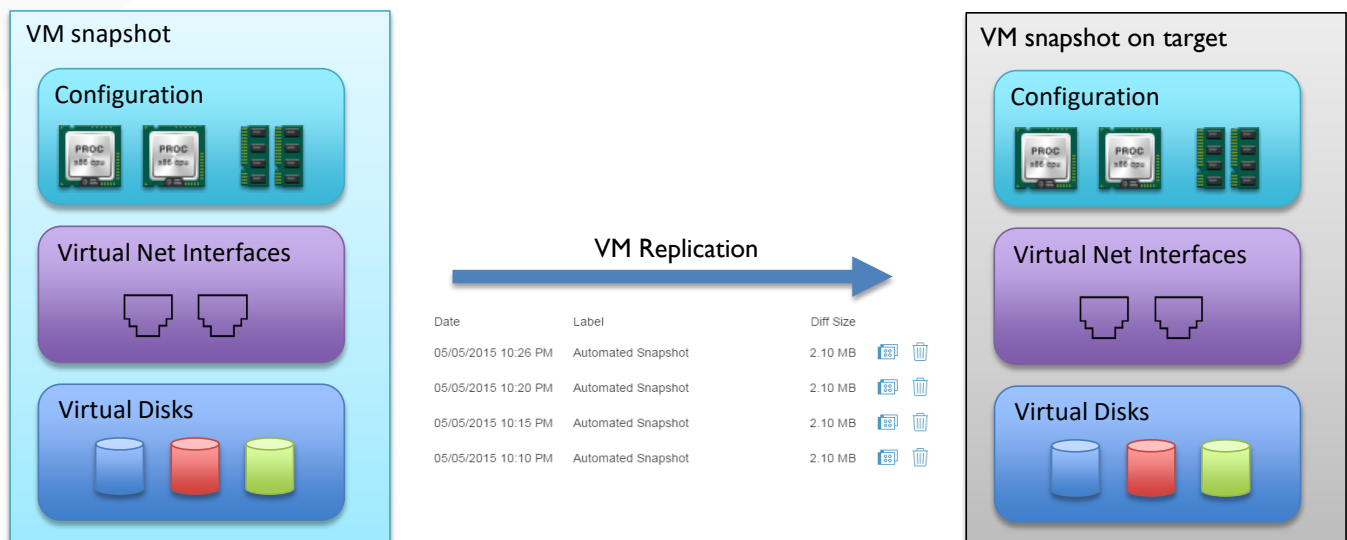 VM snapshot
Configuration
PROC
x86 cpu
PROC
x86 cpu
Virtual Net Interfaces
Virtual Disks
VM Replication
Date Label Diff Size
05/05/2015 10:26 PM Automated Snapshot 2.10 MB
05/05/2015 10:20 PM Automated Snapshot 2.10 MB
05/05/2015 10:15 PM Automated Snapshot 2.10 MB
05/05/2015 10:10 PM Automated Snapshot 2.10 MB
VM snapshot on target
Configuration
PROC
x86 cpu
PROC
x86 cpu
Virtual Net Interfaces
Virtual Disks